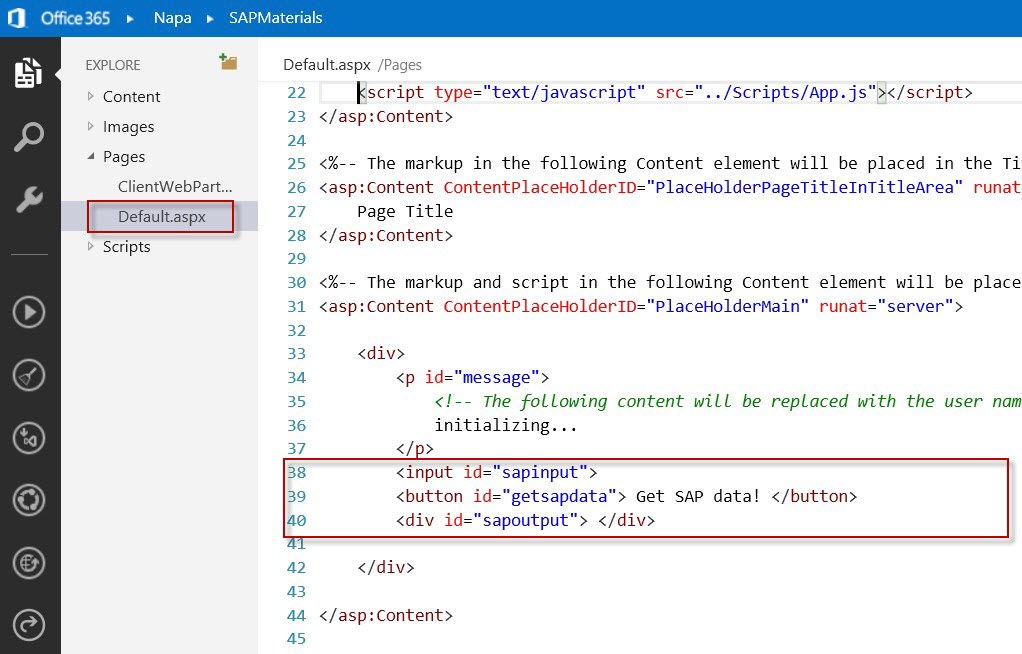 Office 365 ▸ Napa ▸ SAPMaterials
EXPLORE
Content
Images
Pages
ClientWebPart...
Default.aspx
Scripts
Default.aspx /Pages
22 <script type="text/javascript" src="../Scripts/App.js"></script>
23 </asp:Content>
24
25 <%-- The markup in the following Content element will be placed in the Ti
26 <asp:Content ContentPlaceHolderID="PlaceHolderPageTitleInTitleArea" runat
27 Page Title
28 </asp:Content>
29
30 <%-- The markup and script in the following Content element will be place
31 <asp:Content ContentPlaceHolderID="PlaceHolderMain" runat="server">
32
33 <div>
34 <p id="message">
35 <!-- The following content will be replaced with the user nam
36 initializing...
37 </p>
38 <input id="sapinput">
39 <button id="getsapdata"> Get SAP data! </button>
40 <div id="sapoutput"> </div>
41
42 </div>
43
44 </asp:Content>
45